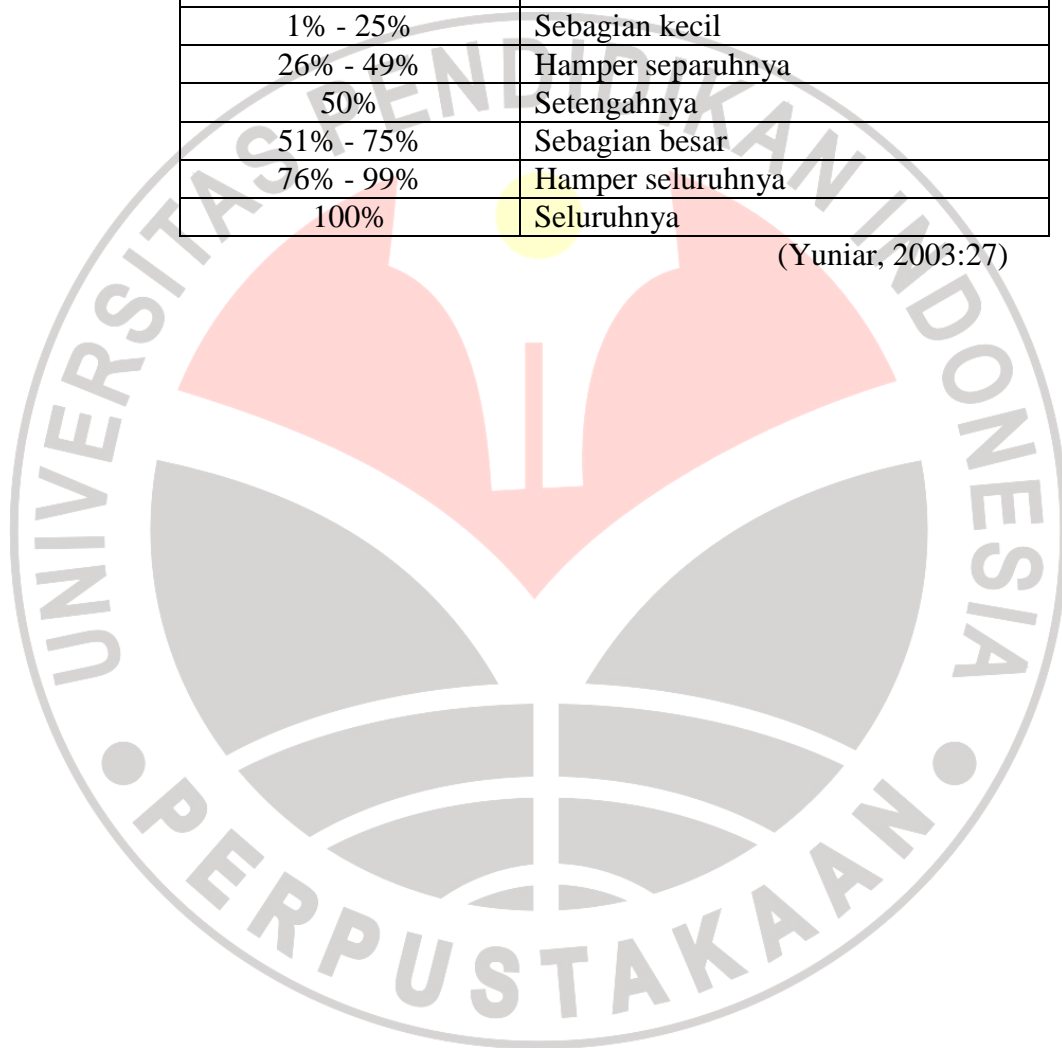 1% - 25% Sebagian kecil
26% - 49% Hamper separuhnya
50% Setengahnya
51% - 75% Sebagian besar
76% - 99% Hamper seluruhnya
100% Seluruhnya
(Yuniar, 2003:27)
UNIVERSITAS PENDIDIKAN INDONESIA
PERPUSTAKAAN